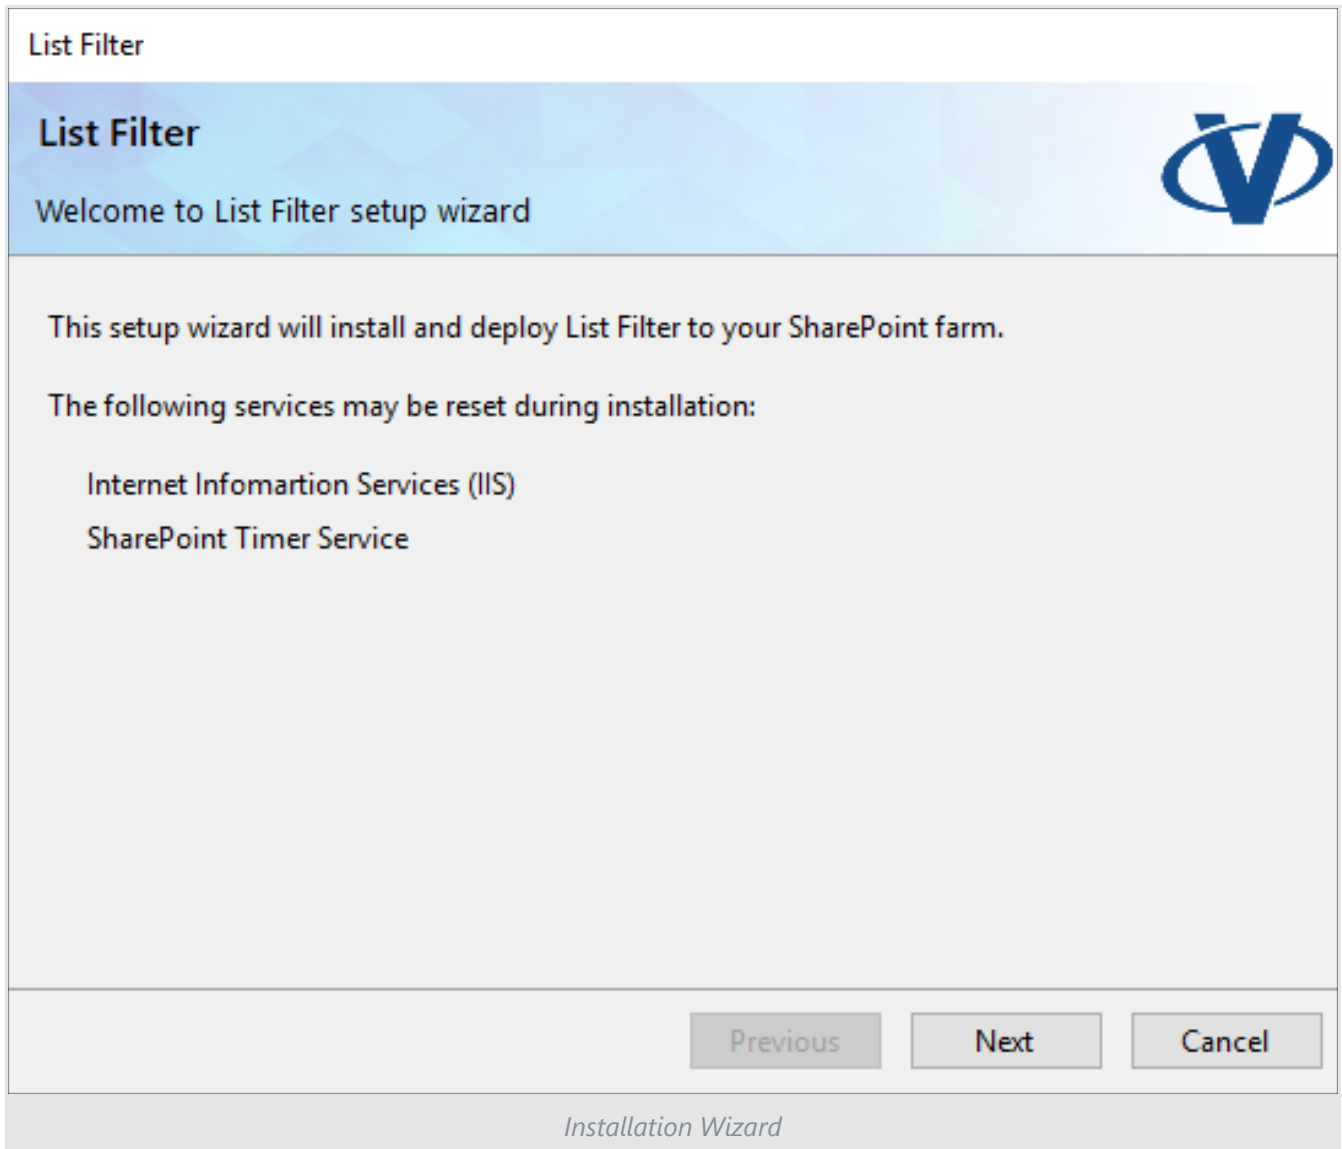 List Filter
List Filter
Welcome to List Filter setup wizard
This setup wizard will install and deploy List Filter to your SharePoint farm.
The following services may be reset during installation:
Internet Infomartion Services (IIS)
SharePoint Timer Service
Previous
Next
Cancel
Installation Wizard